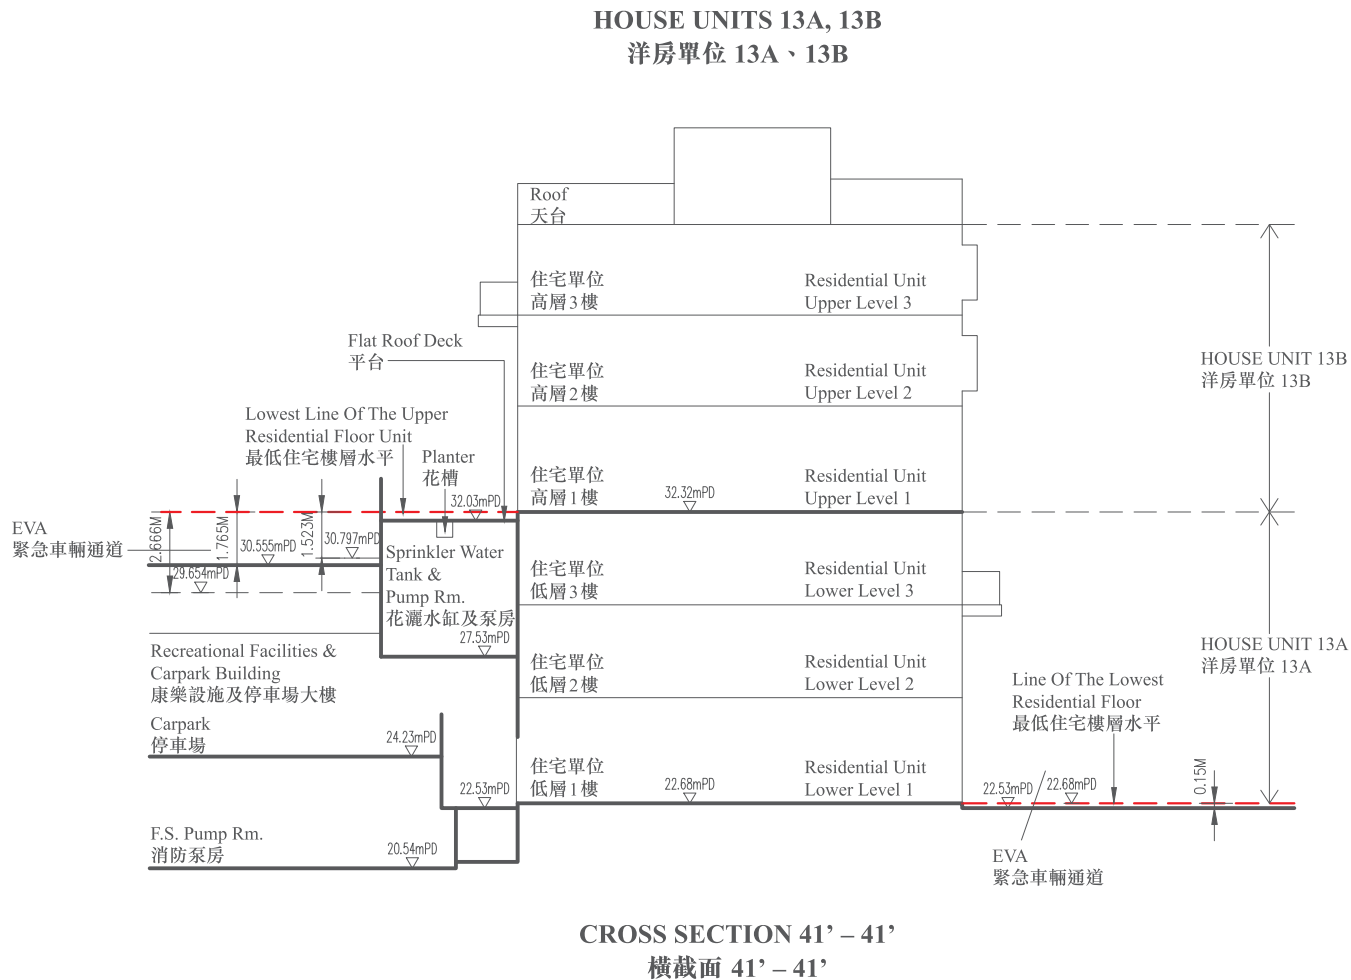 HOUSE UNITS 13A, 13B
洋房單位 13A、13B
Roof
天台
住宅單位
高層3樓
Residential Unit
Upper Level 3
Flat Roof Deck
平台
住宅單位
高層2樓
Residential Unit
Upper Level 2
HOUSE UNIT 13B
洋房單位 13B
Lowest Line Of The Upper
Residential Floor Unit
最低住宅樓層水平
Planter
花槽
住宅單位
高層1樓
32.32mPD
Residential Unit
Upper Level 1
32.03mPD
EVA
緊急車輛通道
2.666M
1.765M
1.523M
30.555mPD
30.797mPD
29.654mPD
Sprinkler Water
Tank &
Pump Rm.
花灑水缸及泵房
27.53mPD
住宅單位
低層3樓
Residential Unit
Lower Level 3
Recreational Facilities &
Carpark Building
康樂設施及停車場大樓
住宅單位
低層2樓
Residential Unit
Lower Level 2
HOUSE UNIT 13A
洋房單位 13A
Line Of The Lowest
Residential Floor
最低住宅樓層水平
Carpark
停車場
24.23mPD
22.53mPD
住宅單位
低層1樓
22.68mPD
Residential Unit
Lower Level 1
22.53mPD
22.68mPD
0.15M
F.S. Pump Rm.
消防泵房
20.54mPD
EVA
緊急車輛通道
CROSS SECTION 41’ – 41’
橫截面 41’ – 41’